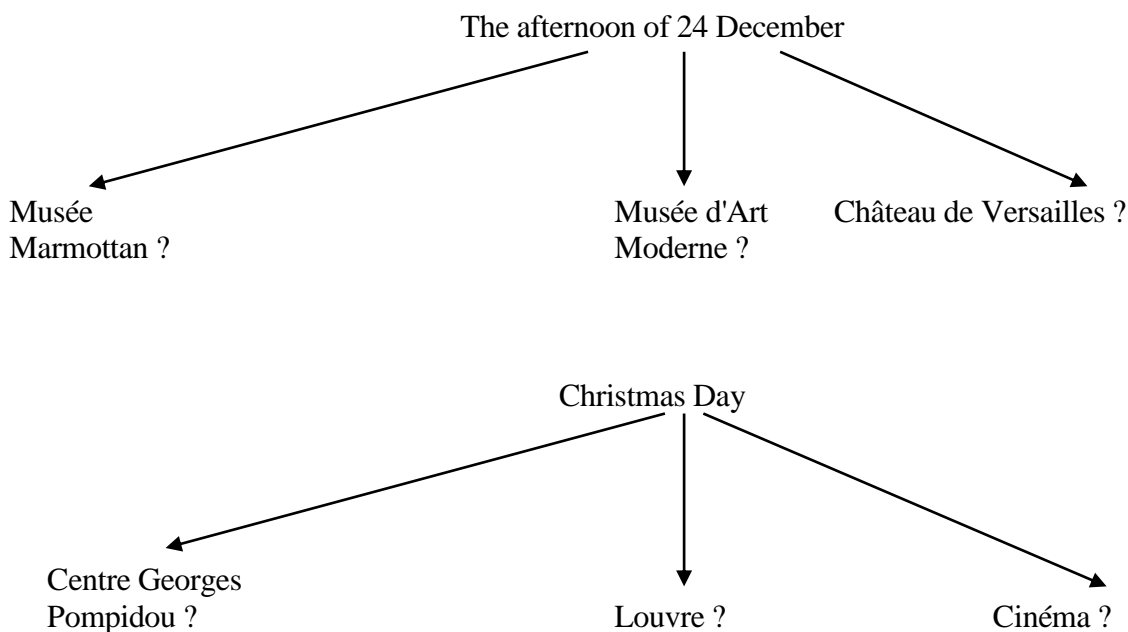 The afternoon of 24 December
Musée
Marmottan ?
Musée d'Art
Moderne ?
Château de Versailles ?
Christmas Day
Centre Georges
Pompidou ?
Louvre ?
Cinéma ?